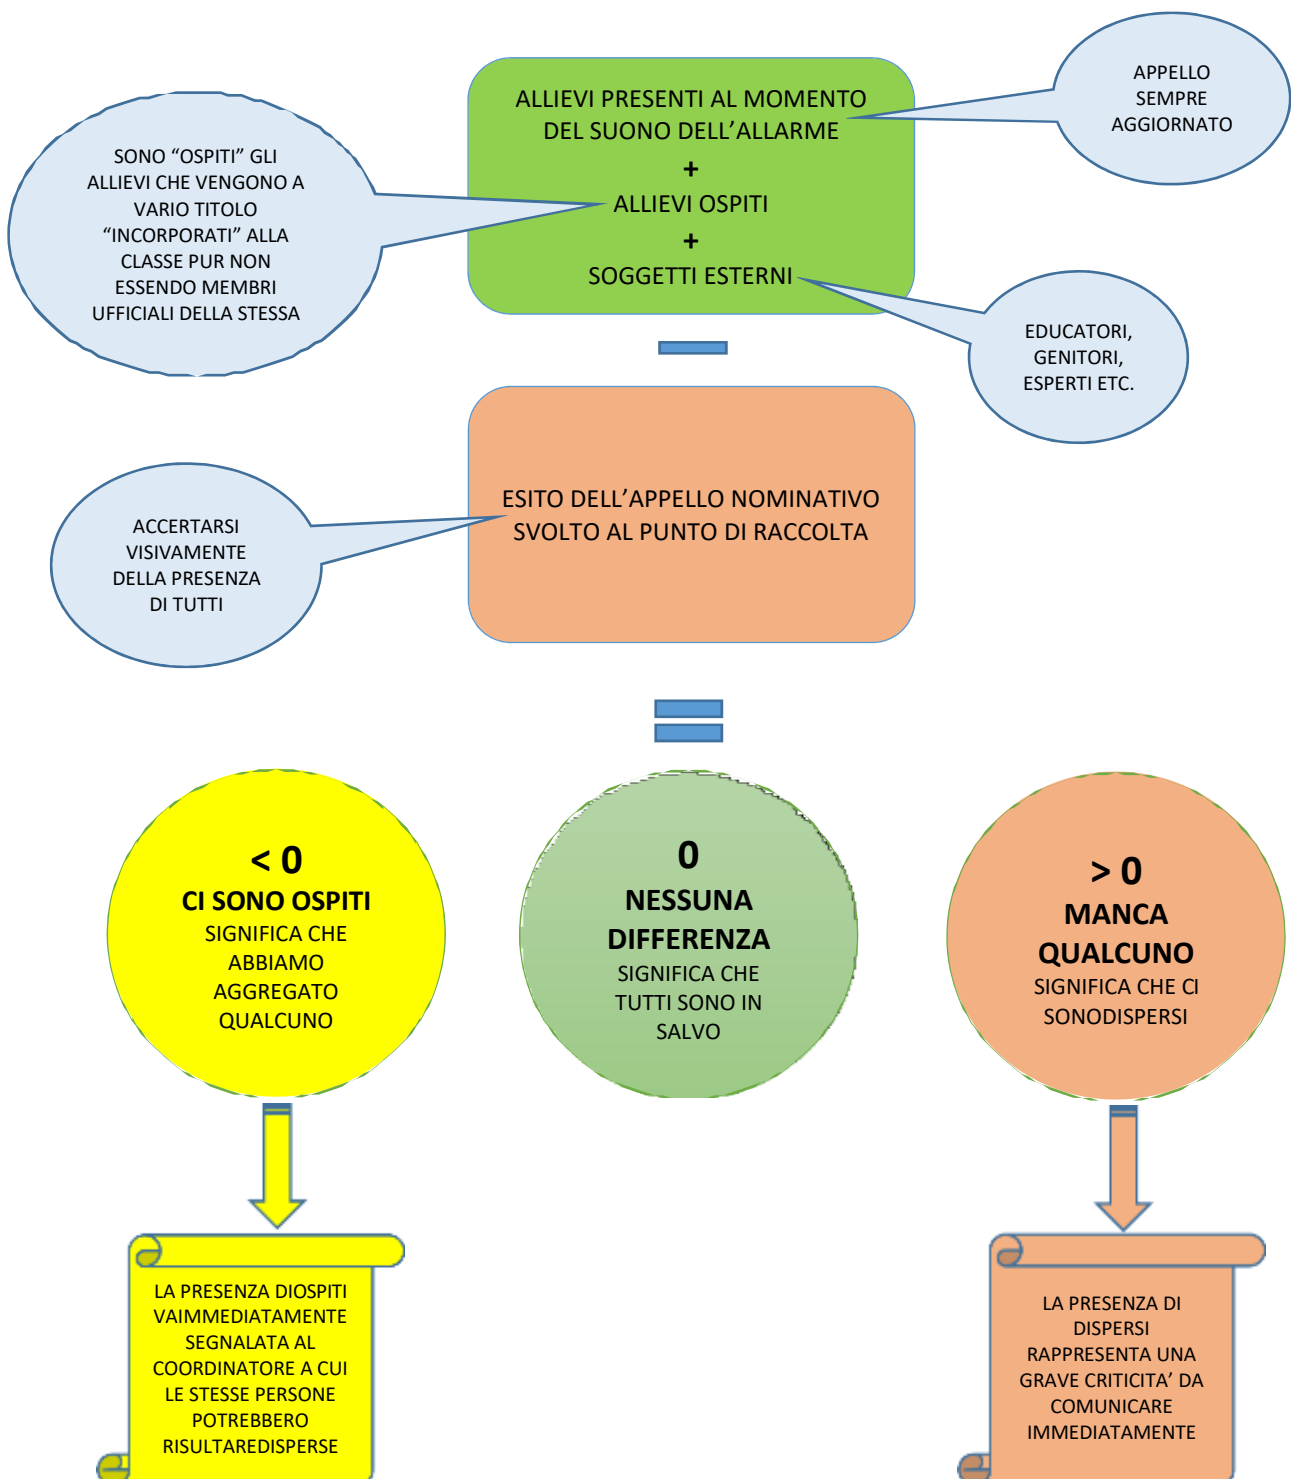 APPELLO
SEMPRE
AGGIORNATO
ALLIEVI PRESENTI AL MOMENTO
DEL SUONO DELL’ALLARME
+
ALLIEVI OSPITI
+
SOGGETTI ESTERNI
SONO “OSPITI” GLI
ALLIEVI CHE VENGONO A
VARIO TITOLO
“INCORPORATI” ALLA
CLASSE PUR NON
ESSENDO MEMBRI
UFFICIALI DELLA STESSA
EDUCATORI,
GENITORI,
ESPERTI ETC.
ESITO DELL’APPELLO NOMINATIVO
SVOLTO AL PUNTO DI RACCOLTA
ACCERTARSI
VISIVAMENTE
DELLA PRESENZA
DI TUTTI
< 0
CI SONO OSPITI
SIGNIFICA CHE
ABBIAMO
AGGREGATO
QUALCUNO
0
NESSUNA
DIFFERENZA
SIGNIFICA CHE
TUTTI SONO IN
SALVO
> 0
MANCA
QUALCUNO
SIGNIFICA CHE CI
SONODISPERSI
LA PRESENZA DIOSPITI
VAIMMEDIATAMENTE
SEGNALATA AL
COORDINATORE A CUI
LE STESSE PERSONE
POTREBBERO
RISULTAREDISPERSE
LA PRESENZA DI
DISPERSI
RAPPRESENTA UNA
GRAVE CRITICITA’ DA
COMUNICARE
IMMEDIATAMENTE